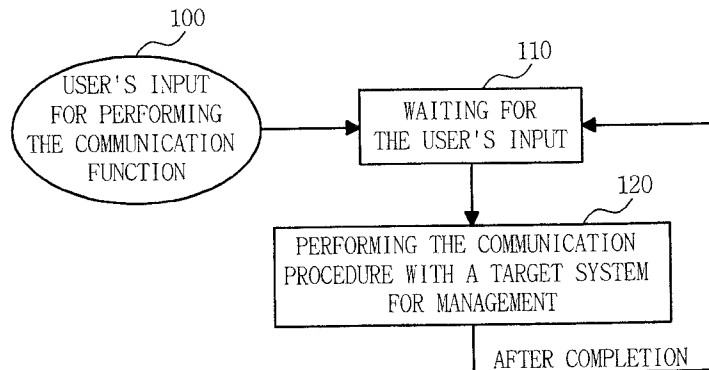 100
USER'S INPUT
FOR PERFORMING
THE COMMUNICATION
FUNCTION
110
WAITING FOR
THE USER'S INPUT
120
PERFORMING THE COMMUNICATION
PROCEDURE WITH A TARGET SYSTEM
FOR MANAGEMENT
AFTER COMPLETION